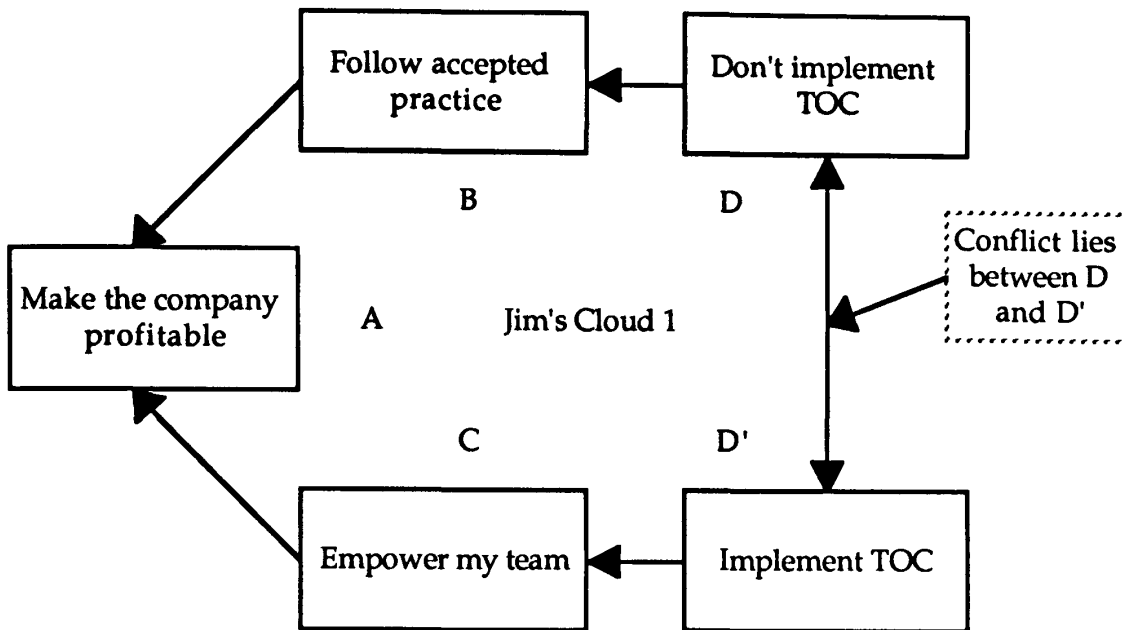 Follow accepted
practice
Don't implement
TOC
B
D
Conflict lies
between D
and D'
Make the company
profitable
A
Jim's Cloud 1
C
D'
Empower my team
Implement TOC